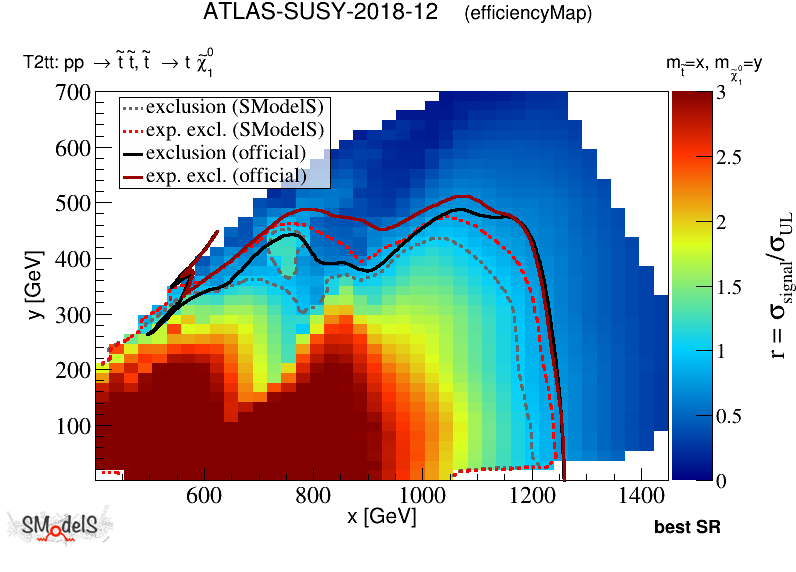 ATLAS-SUSY-2018-12 (efficiencyMap)
T2tt: pp → t̃ t̃, t̃ → t χ̃⁰₁
m_t̃=x, m_χ̃⁰₁=y
exclusion (SModelS)
exp. excl. (SModelS)
exclusion (official)
exp. excl. (official)
700
600
500
400
300
200
100
y [GeV]
600 800 1000 1200 1400
x [GeV]
3
2.5
2
1.5
1
0.5
0
r = σ_signal/σ_UL
SModelS
best SR